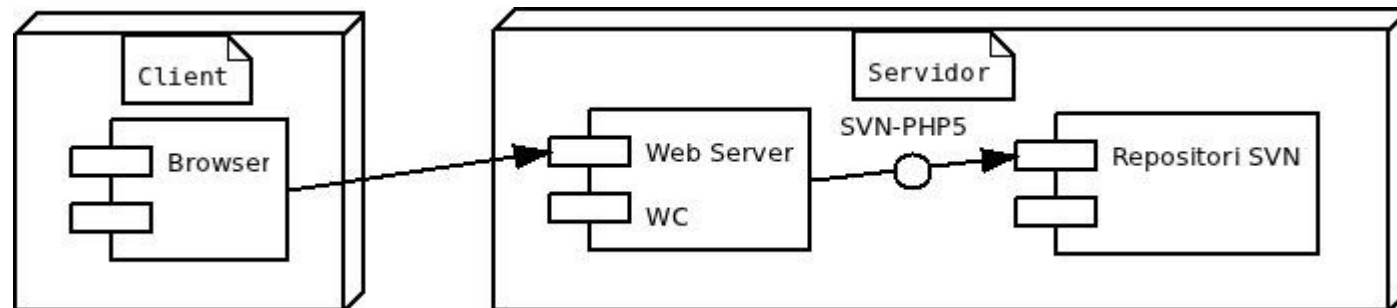 Client
Browser
Servidor
Web Server
WC
SVN-PHP5
Repositori SVN